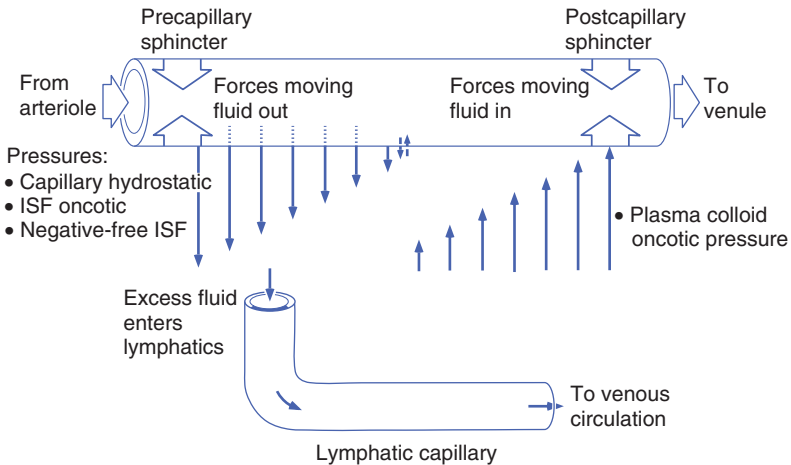 Precapillary
sphincter
Postcapillary
sphincter
From
arteriole
Forces moving
fluid out
Forces moving
fluid in
To
venule
Pressures:
• Capillary hydrostatic
• ISF oncotic
• Negative-free ISF
• Plasma colloid
oncotic pressure
Excess fluid
enters
lymphatics
To venous
circulation
Lymphatic capillary